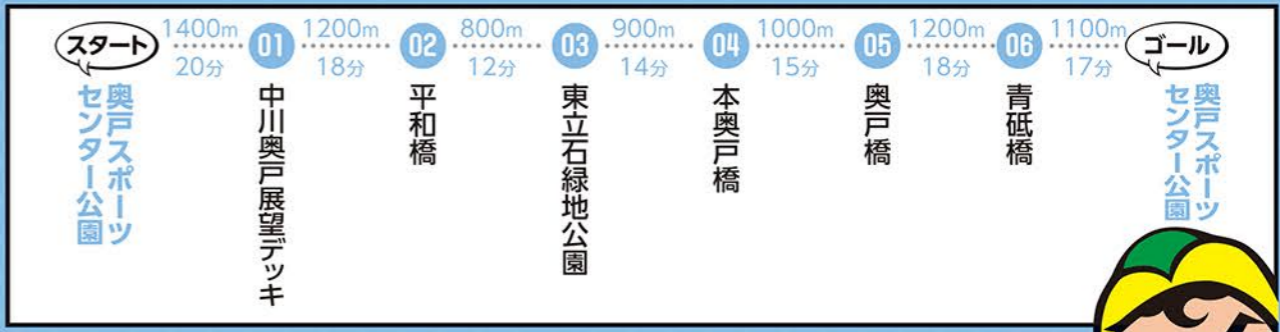 スタート
1400m
20分
01
1200m
18分
02
800m
12分
03
900m
14分
04
1000m
15分
05
1200m
18分
06
1100m
17分
ゴール
奥戸スポーツ
センター公園
中川奥戸展望デッキ
平和橋
東立石緑地公園
本奥戸橋
奥戸橋
青砥橋
奥戸スポーツ
センター公園